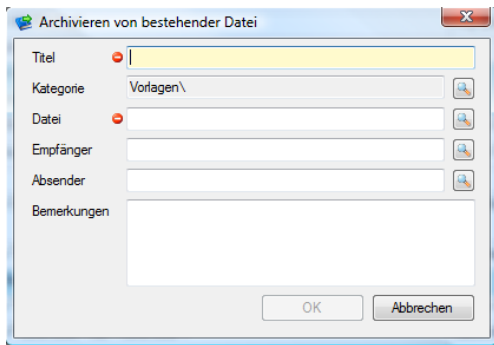 Archivieren von bestehender Datei
Titel
Kategorie Vorlagen\
Datei
Empfänger
Absender
Bemerkungen
OK Abbrechen